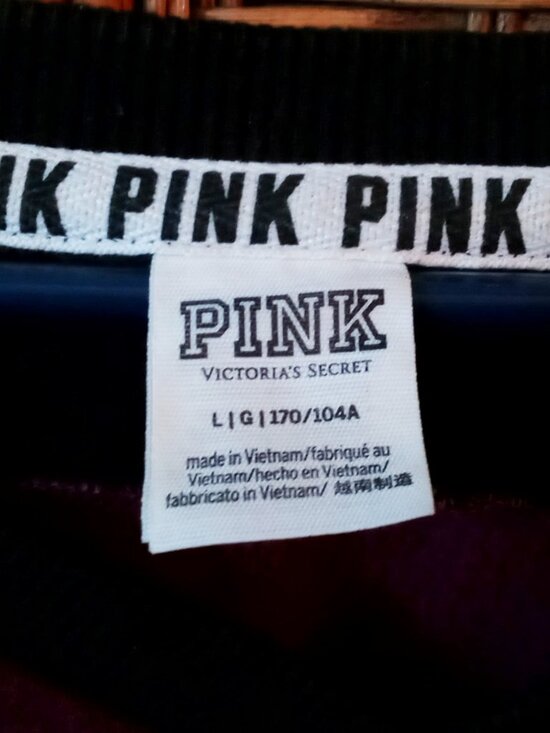 IK PINK PINK
PINK
VICTORIA'S SECRET
L | G | 170/104A
made in Vietnam/fabriqué au
Vietnam/hecho en Vietnam/
fabbricato in Vietnam/ 越南制造